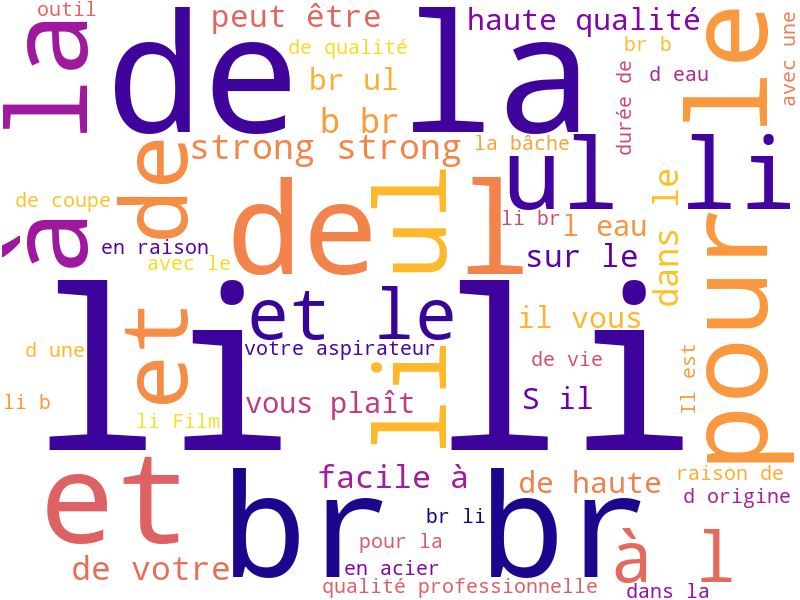 outil
peut être
haute qualité
à la
de la
de qualité
br b
pour le
avec une
br ul
d eau
durée de
b br
et de
strong strong
la bâche
ul li
de coupe
dans le
de l
li ul
li br
l eau
en raison
avec le
sur le
li li
et le
il vous
d une
votre aspirateur
de vie
Il est
li b
vous plaît
S il
li Film
et
br br
facile à
de haute
raison de
d origine
br li
pour la
à l
de votre
en acier
qualité professionnelle
dans la